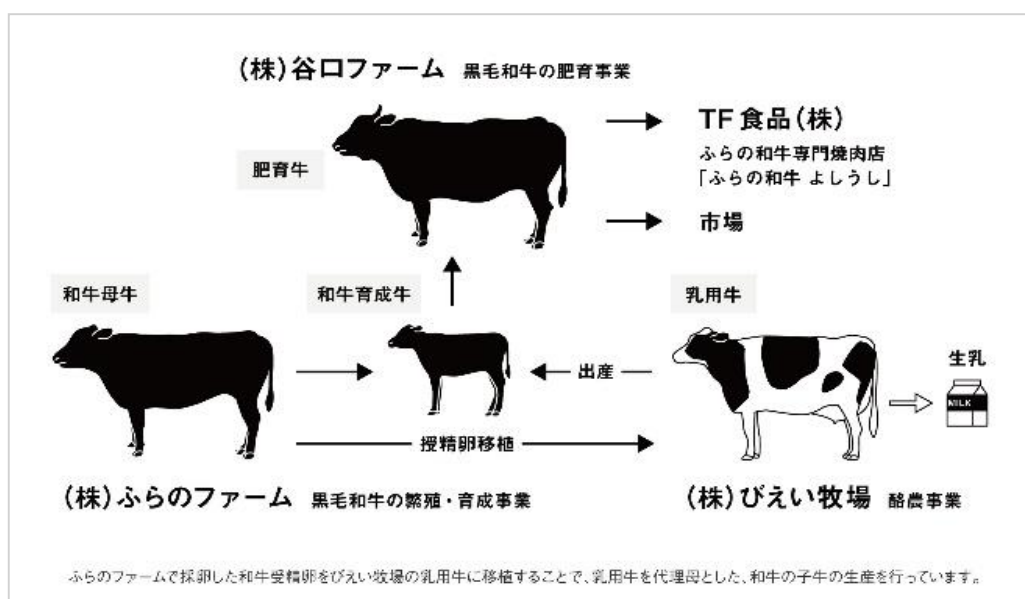 (株)谷口ファーム 黒毛和牛の肥育事業
肥育牛
TF食品(株)
ふらの和牛専門焼肉店
「ふらの和牛 よしうし」
市場
和牛母牛
和牛育成牛
乳用牛
出産
生乳
MILK
授精卵移植
(株)ふらのファーム 黒毛和牛の繁殖・育成事業
(株)びえい牧場 酪農事業
ふらのファームで採卵した和牛受精卵をびえい牧場の乳用牛に移植することで、乳用牛を代理母とした、和牛の子牛の生産を行っています。